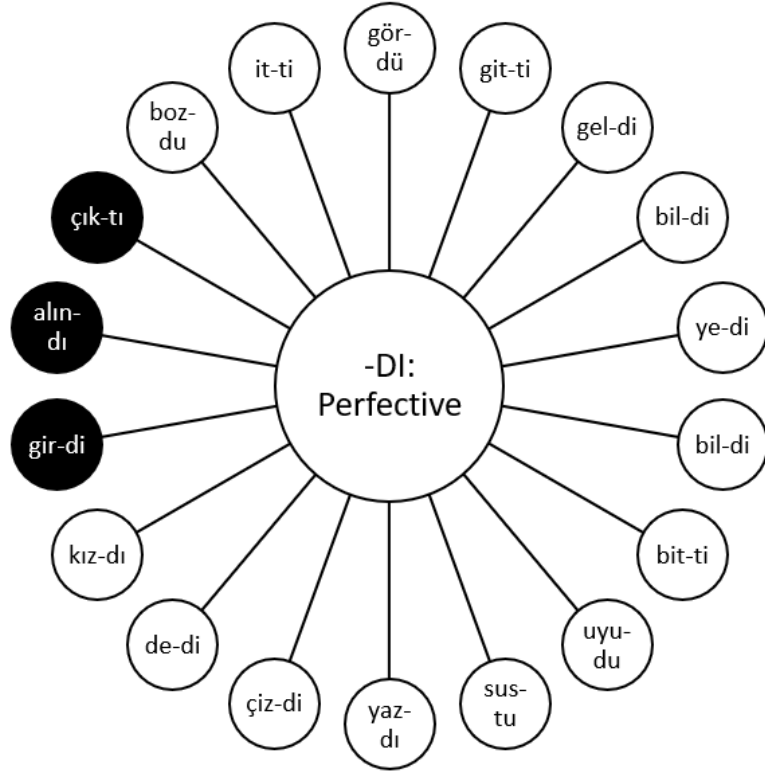 -DI:
Perfective
gör-
dü
git-ti
gel-di
bil-di
ye-di
bil-di
bit-ti
uyu-
du
sus-
tu
yaz-
dı
çiz-di
de-di
kız-dı
gir-di
alın-
dı
çık-tı
boz-
du
it-ti